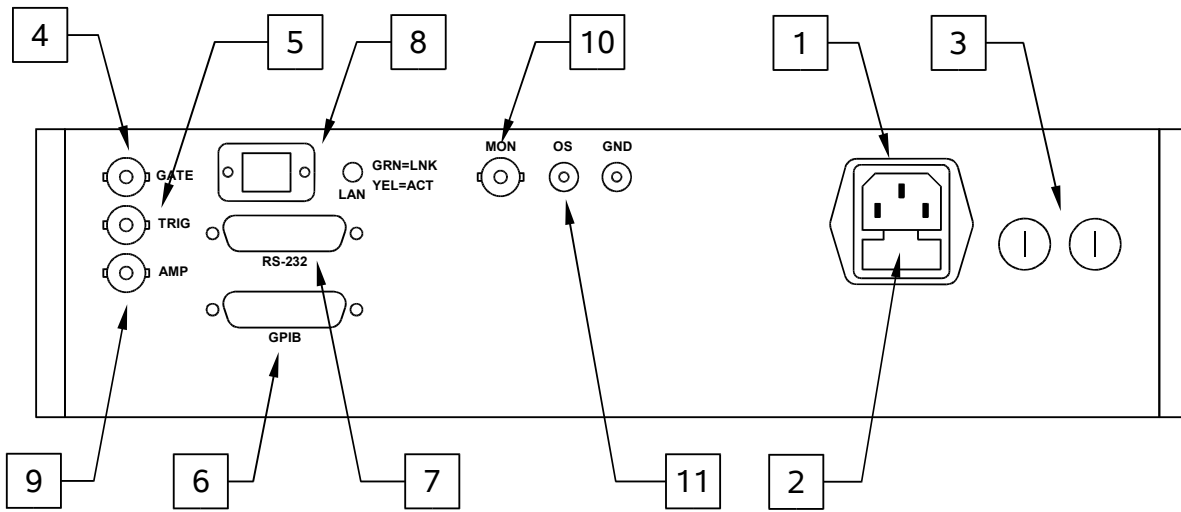 4
5
8
10
1
3
MON
OS
GND
GATE
GRN=LNK
YEL=ACT
LAN
TRIG
RS-232
AMP
GPIB
9
6
7
11
2